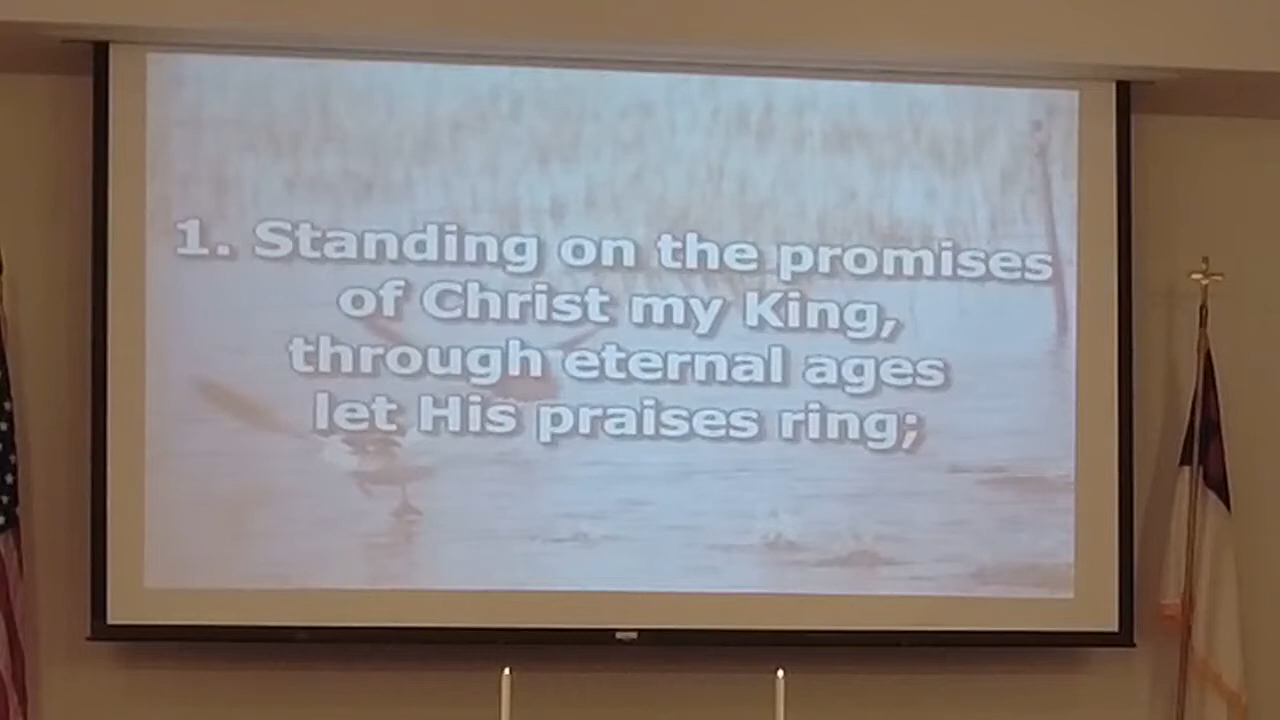 1. Standing on the promises
of Christ my King,
through eternal ages
let His praises ring;